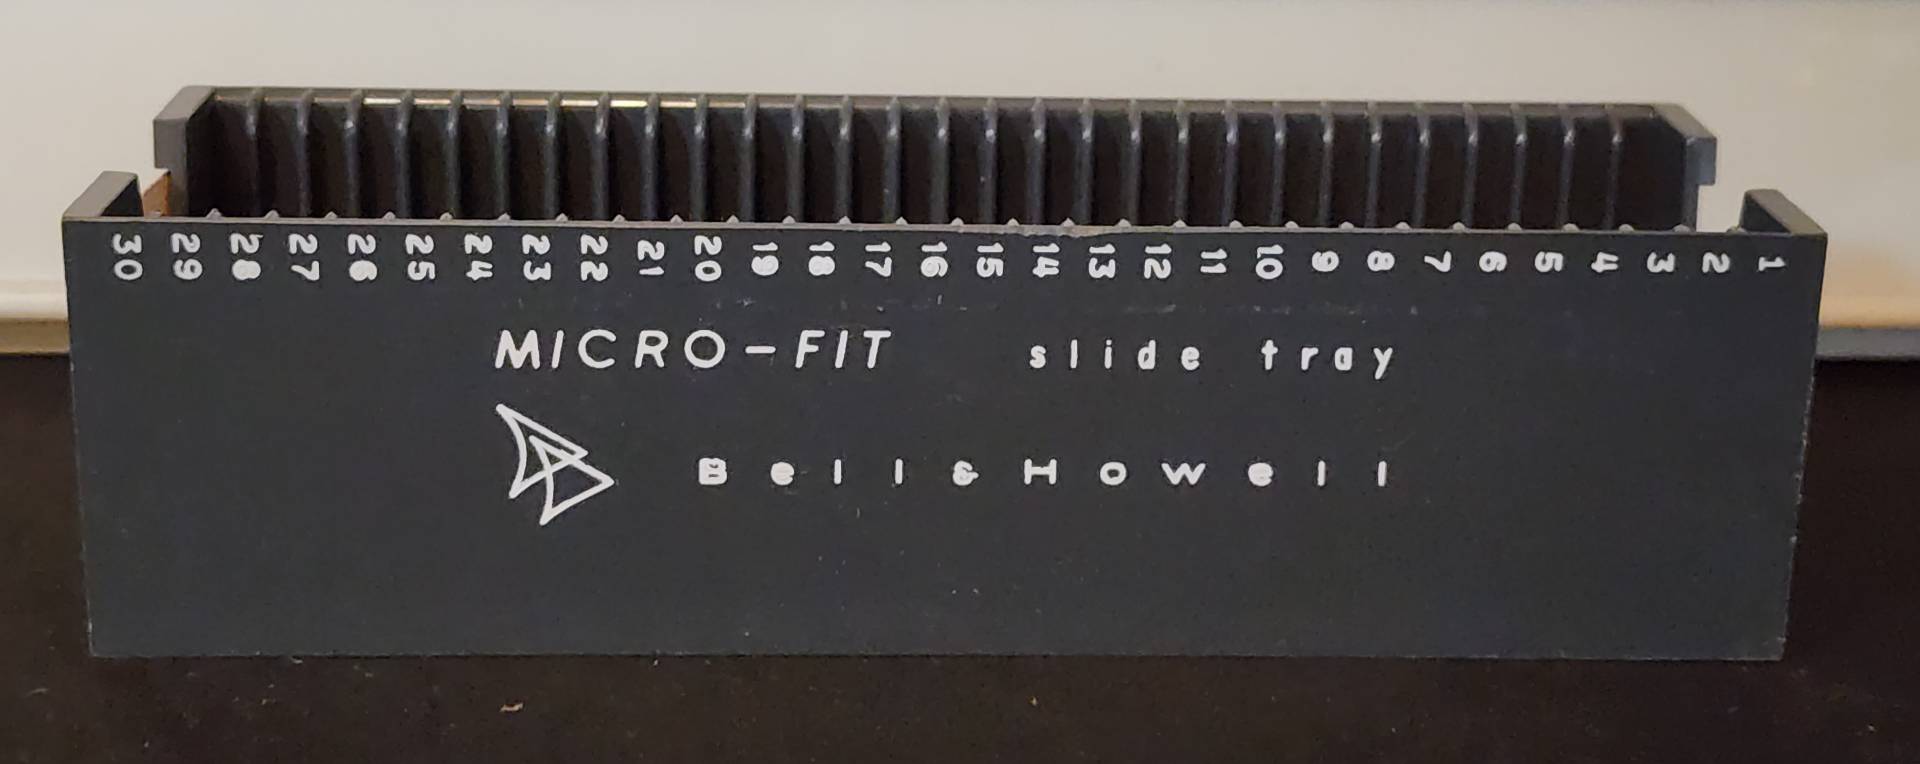 30 29 28 27 26 25 24 23 22 21 20 19 18 17 16 15 14 13 12 11 10 9 8 7 6 5 4 3 2 1
MICRO-FIT slide tray
Bell & Howell